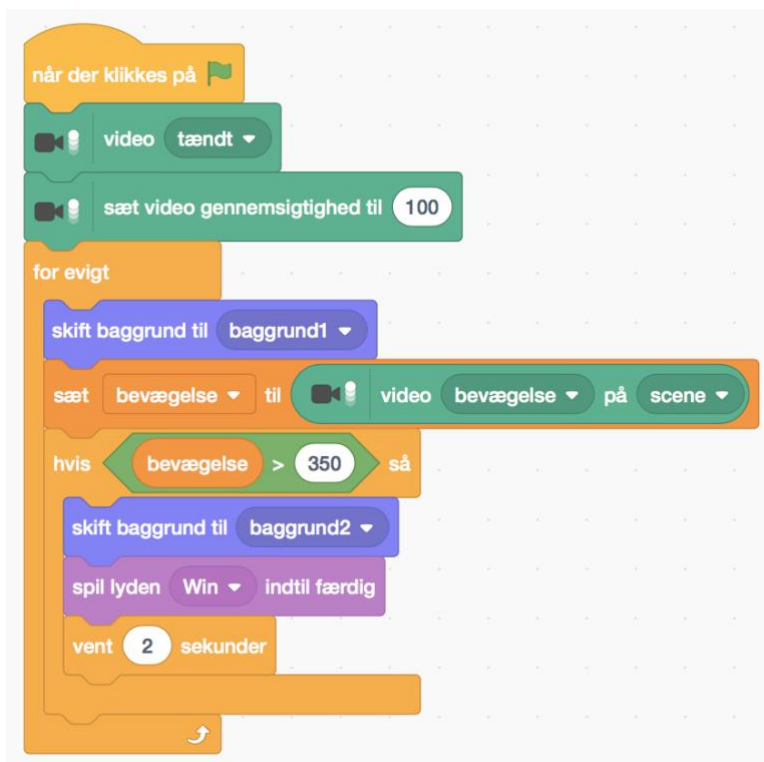 når der klikkes på
video tændt
sæt video gennemsigtighed til 100
for evigt
skift baggrund til baggrund1
sæt bevægelse til video bevægelse på scene
hvis bevægelse > 350 så
skift baggrund til baggrund2
spil lyden Win indtil færdig
vent 2 sekunder